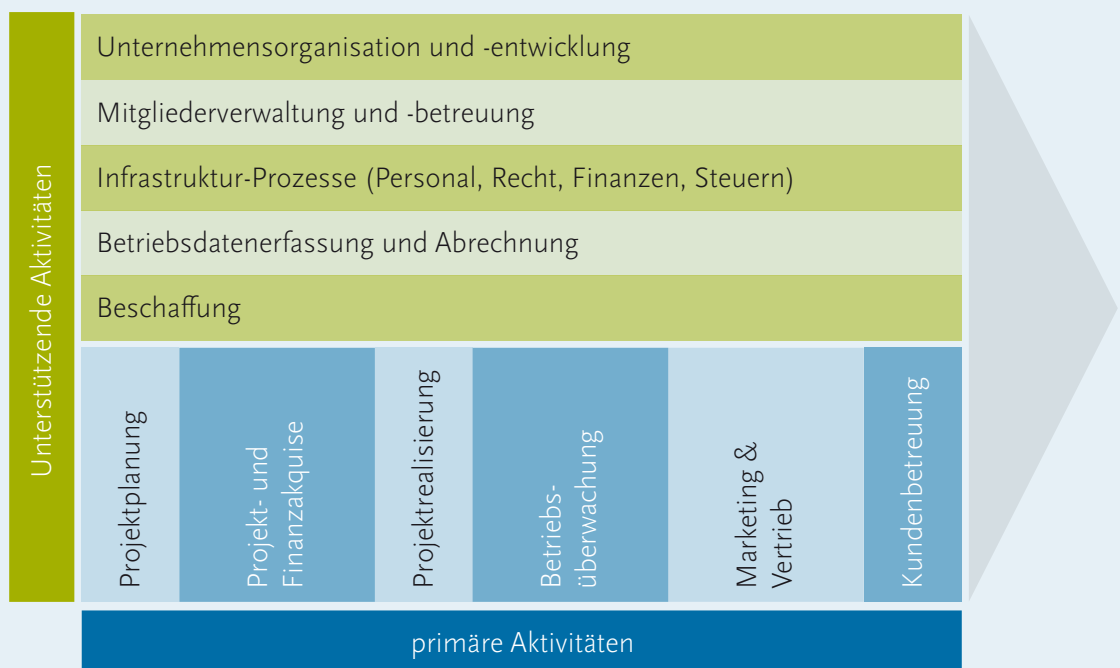 Unterstützende Aktivitäten
Unternehmensorganisation und -entwicklung
Mitgliederverwaltung und -betreuung
Infrastruktur-Prozesse (Personal, Recht, Finanzen, Steuern)
Betriebsdatenerfassung und Abrechnung
Beschaffung
Projektplanung
Projekt- und
Finanzakquise
Projektrealisierung
Betriebs-
überwachung
Marketing &
Vertrieb
Kundenbetreuung
primäre Aktivitäten